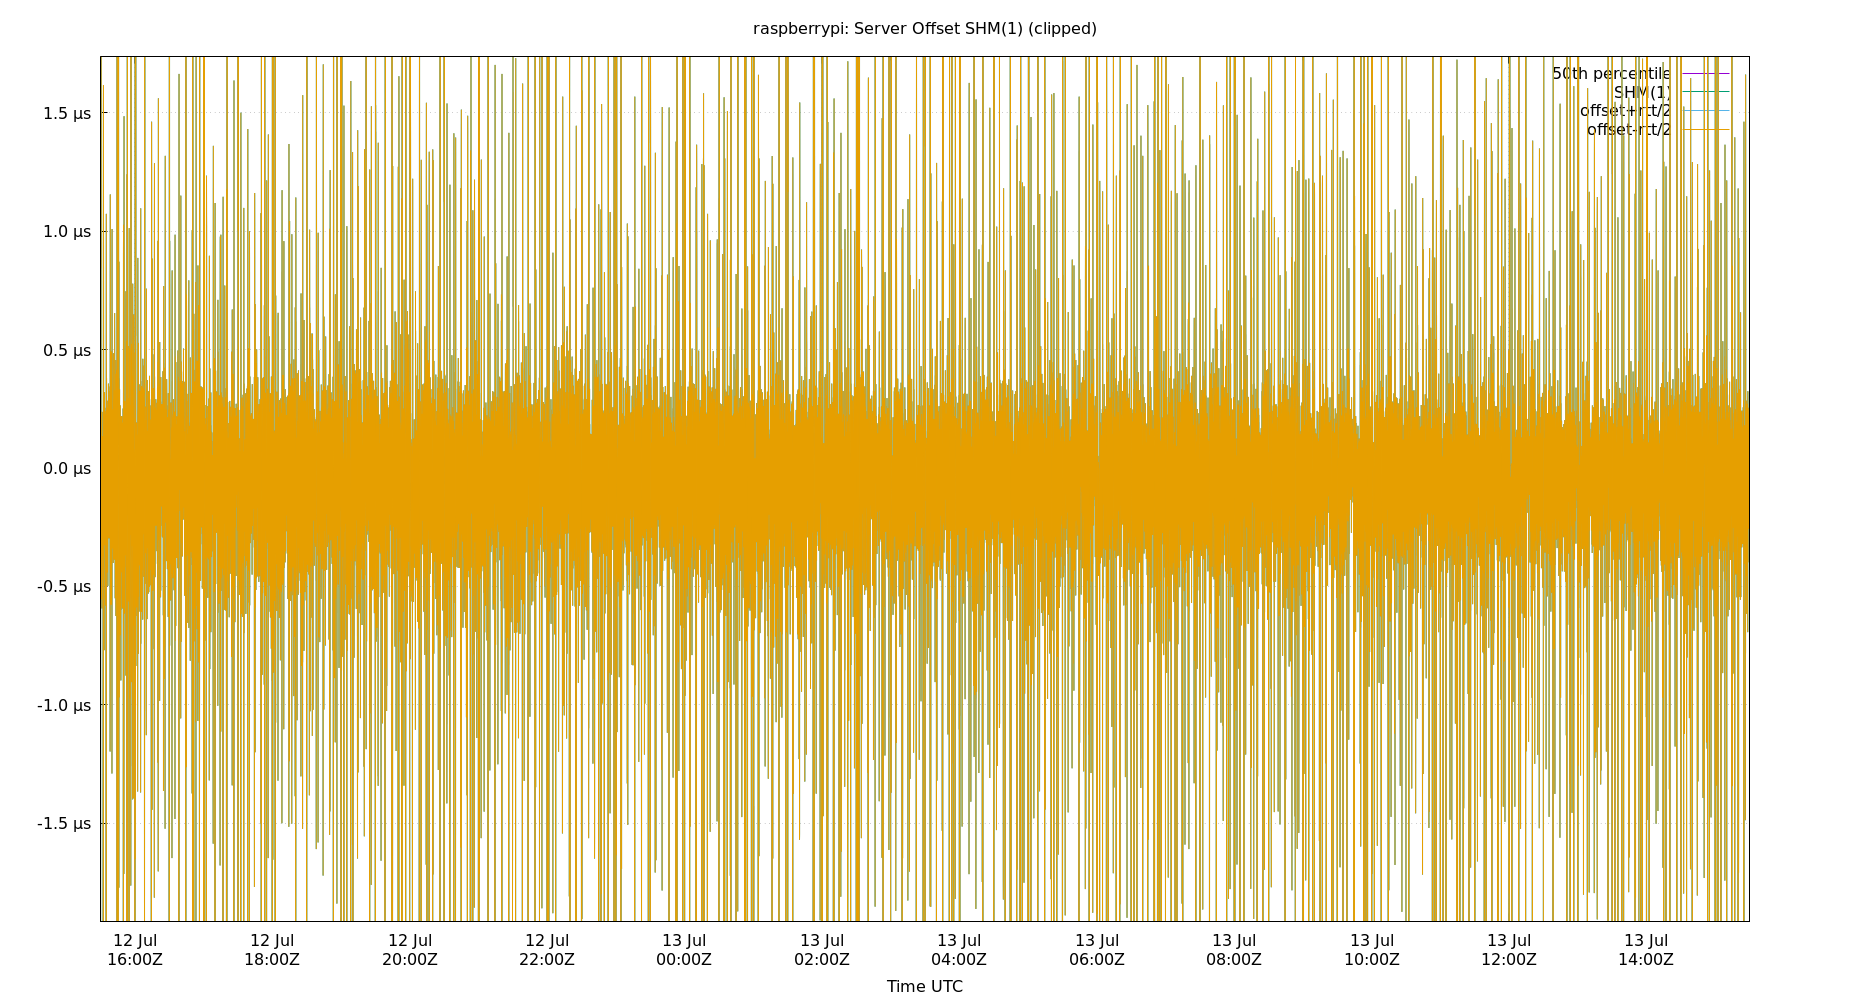 raspberrypi: Server Offset SHM(1) (clipped)
50th percentile
SHM(1)
offset+rtt/2
offset-rtt/2
1.5 µs
1.0 µs
0.5 µs
0.0 µs
-0.5 µs
-1.0 µs
-1.5 µs
12 Jul 12 Jul 12 Jul 12 Jul 13 Jul 13 Jul 13 Jul 13 Jul 13 Jul 13 Jul 13 Jul 13 Jul
16:00Z 18:00Z 20:00Z 22:00Z 00:00Z 02:00Z 04:00Z 06:00Z 08:00Z 10:00Z 12:00Z 14:00Z
Time UTC